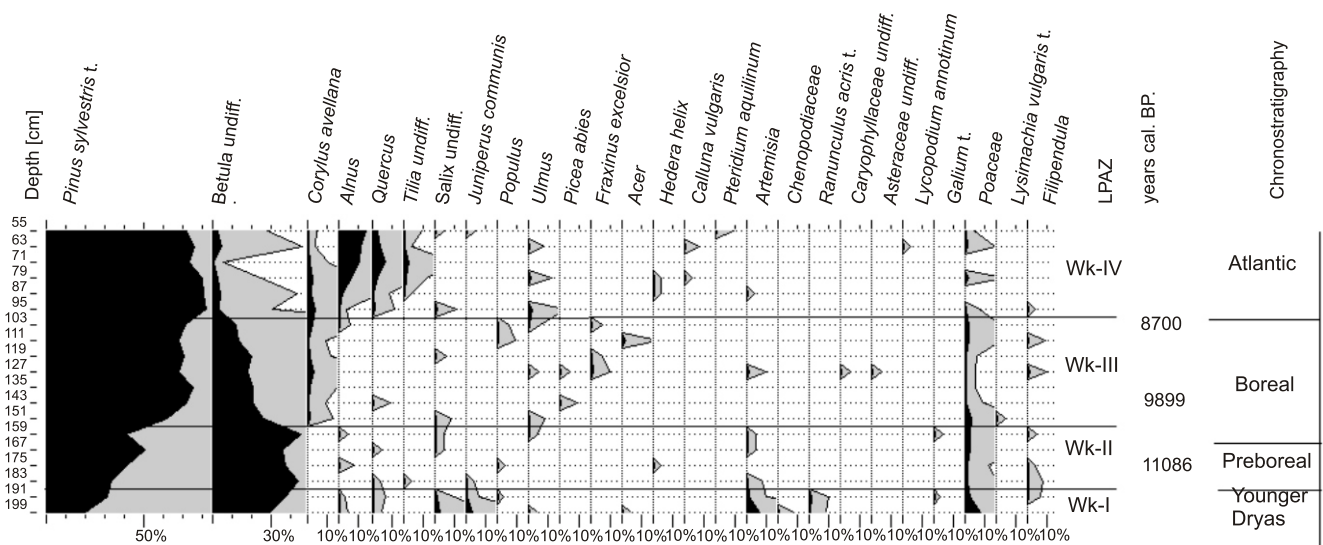 Depth [cm]
Pinus sylvestris t.
Betula undiff.
Corylus avellana
Alnus
Quercus
Tilia undiff.
Salix undiff.
Juniperus communis
Populus
Ulmus
Picea abies
Fraxinus excelsior
Acer
Hedera helix
Calluna vulgaris
Pteridium aquilinum
Artemisia
Chenopodiaceae
Ranunculus acris t.
Caryophyllaceae undiff.
Asteraceae undiff.
Lycopodium annotinum
Galium t.
Poaceae
Lysimachia vulgaris t.
Filipendula
LPAZ
years cal. BP.
Chronostratigraphy
55
63
71
79
87
95
103
111
119
127
135
143
151
159
167
175
183
191
199
Wk-IV
Wk-III
Wk-II
Wk-I
8700
9899
11086
Atlantic
Boreal
Preboreal
Younger
Dryas
50% 30% 10% 10% 10% 10% 10% 10% 10% 10% 10% 10% 10% 10% 10% 10% 10% 10% 10% 10% 10% 10% 10% 10% 10% 10%